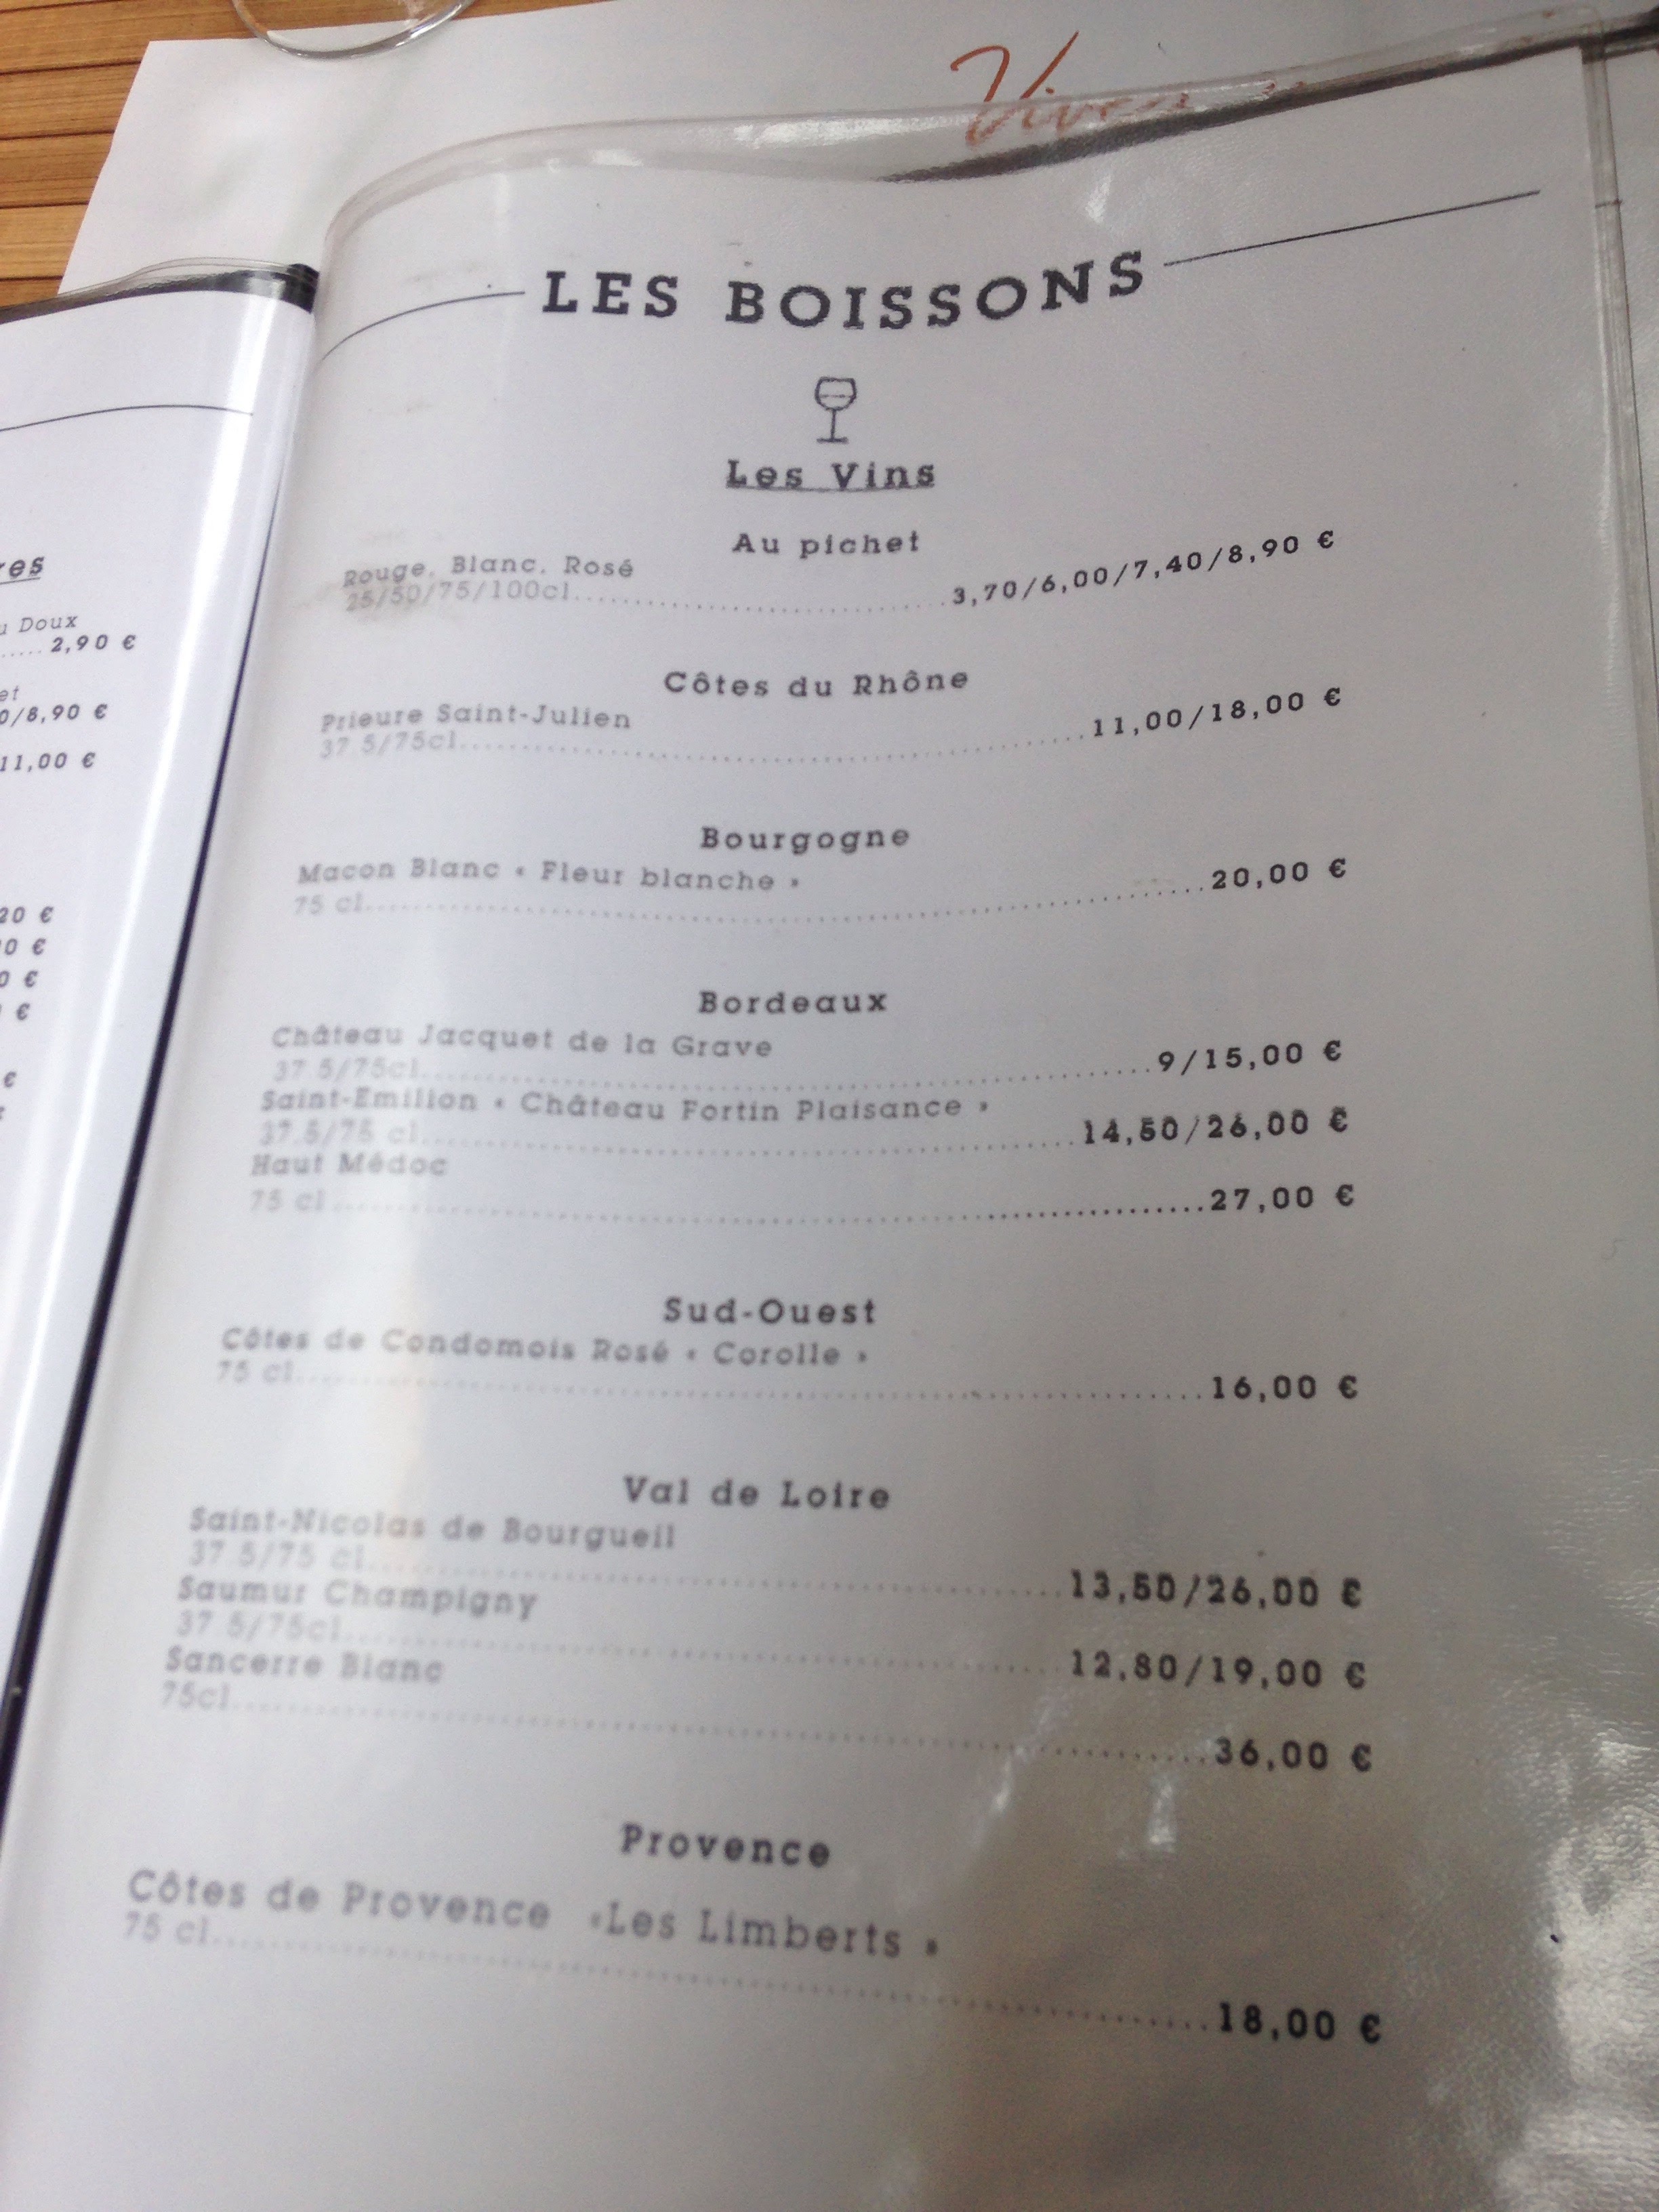 Viven
res
u Doux
..... 2,90 €
et
0/8,90 €
11,00 €
20 €
0 €
0 €
€
€
LES BOISSONS
Les Vins
Au pichet
Rouge, Blanc, Rosé
25/50/75/100cl.......................................3,70/6,00/7,40/8,90 €
Côtes du Rhône
Prieure Saint-Julien
37.5/75cl.......................................11,00/18,00 €
Bourgogne
Macon Blanc « Fleur blanche »
75 cl.......................................20,00 €
Bordeaux
Château Jacquet de la Grave
37.5/75cl.......................................9/15,00 €
Saint-Emilion « Château Fortin Plaisance »
37.5/75 cl.......................................14,50/26,00 €
Haut Médoc
75 cl.......................................27,00 €
Sud-Ouest
Côtes de Condomois Rosé « Corolle »
75 cl.......................................16,00 €
Val de Loire
Saint-Nicolas de Bourgueil
37.5/75 cl.......................................13,50/26,00 €
Saumur Champigny
37.5/75cl.......................................12,80/19,00 €
Sancerre Blanc
75cl.......................................36,00 €
Provence
Côtes de Provence «Les Limberts »
75 cl.......................................18,00 €